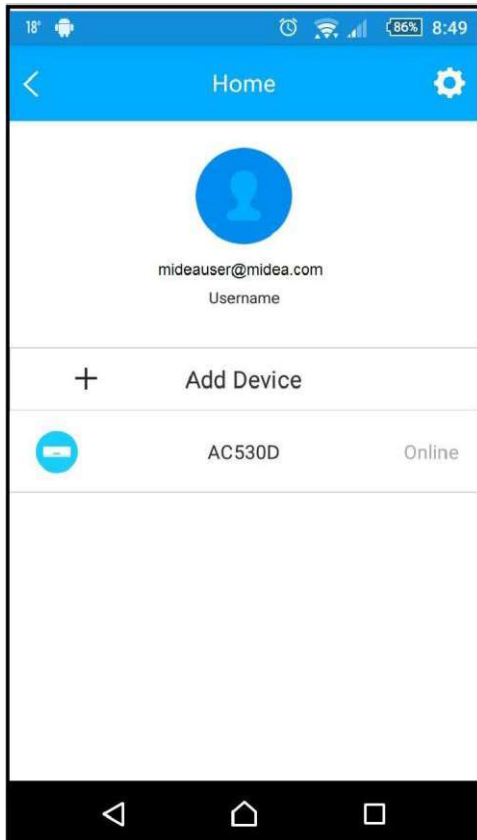 18° 86% 8:49
Home
mideauser@midea.com
Username
+ Add Device
AC530D Online